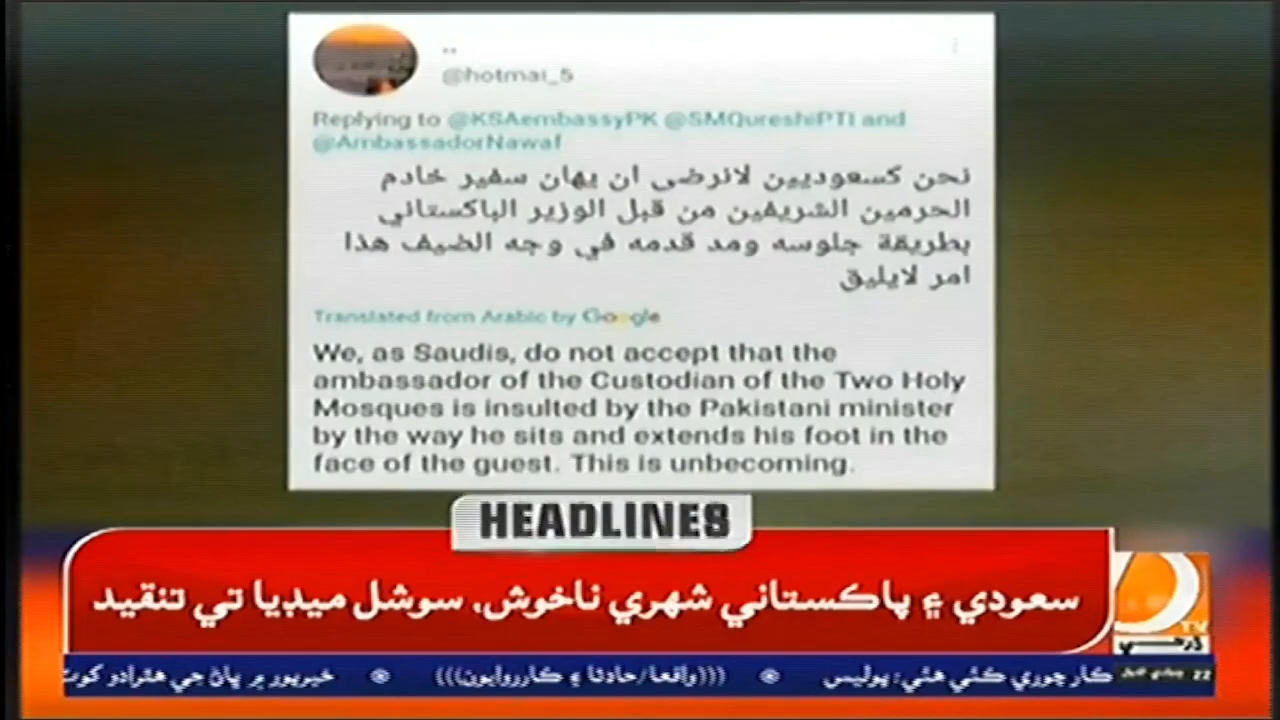 @hotmai_5
Replying to @KSAembassyPK @SMQureshiPTI and
@AmbassadorNawaf
نحن كسعوديين لانرضى ان يهان سفير خادم
الحرمين الشريفين من قبل الوزير الباكستاني
بطريقة جلوسه ومد قدمه في وجه الضيف هذا
امر لايليق
Translated from Arabic by Google
We, as Saudis, do not accept that the
ambassador of the Custodian of the Two Holy
Mosques is insulted by the Pakistani minister
by the way he sits and extends his foot in the
face of the guest. This is unbecoming.
HEADLINES
سعودي ۽ پاڪستاني شهري ناخوش، سوشل ميڊيا تي تنقيد
TV
ڌرتي
ڪار چوري ڪئي هئي: پوليس (((واقعا/حادثا ۽ ڪارروايون))) خيرپور ۾ پاڻ جي هٿرادو کوٽ
22